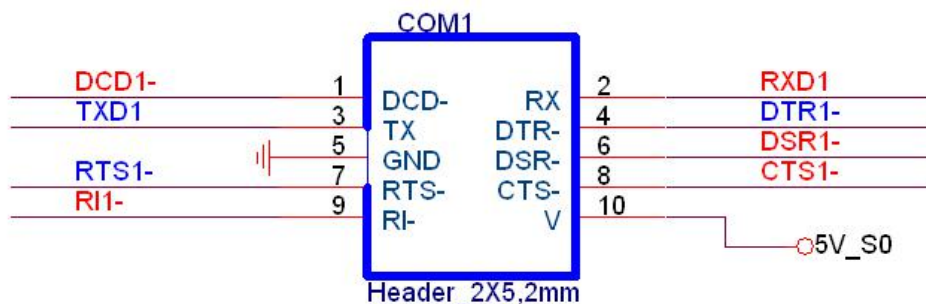 COM1
DCD1- 1 DCD- RX 2 RXD1
TXD1 3 TX DTR- 4 DTR1-
5 GND DSR- 6 DSR1-
RTS1- 7 RTS- CTS- 8 CTS1-
RI1- 9 RI- V 10
5V_S0
Header 2X5,2mm